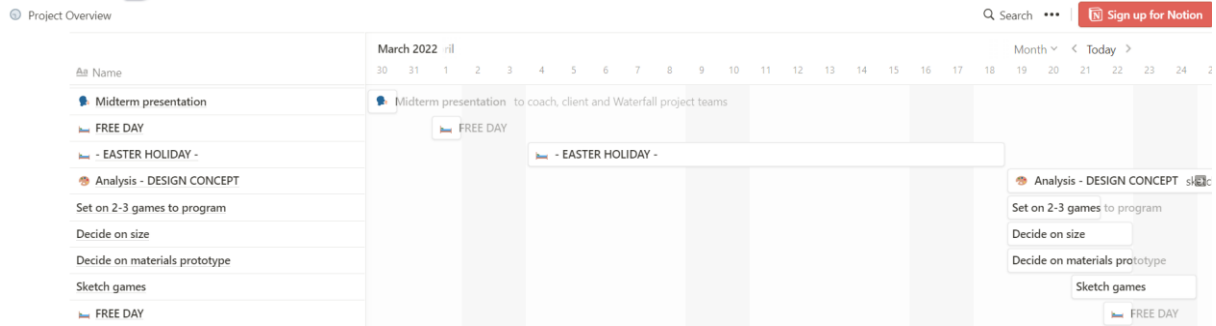 Project Overview Search ••• Sign up for Notion
March 2022 ril Month < Today >
Aa Name 30 31 1 2 3 4 5 6 7 8 9 10 11 12 13 14 15 16 17 18 19 20 21 22 23 24
Midterm presentation Midterm presentation to coach, client and Waterfall project teams
FREE DAY FREE DAY
- EASTER HOLIDAY - - EASTER HOLIDAY -
Analysis - DESIGN CONCEPT Analysis - DESIGN CONCEPT
Set on 2-3 games to program Set on 2-3 games to program
Decide on size Decide on size
Decide on materials prototype Decide on materials prototype
Sketch games Sketch games
FREE DAY FREE DAY